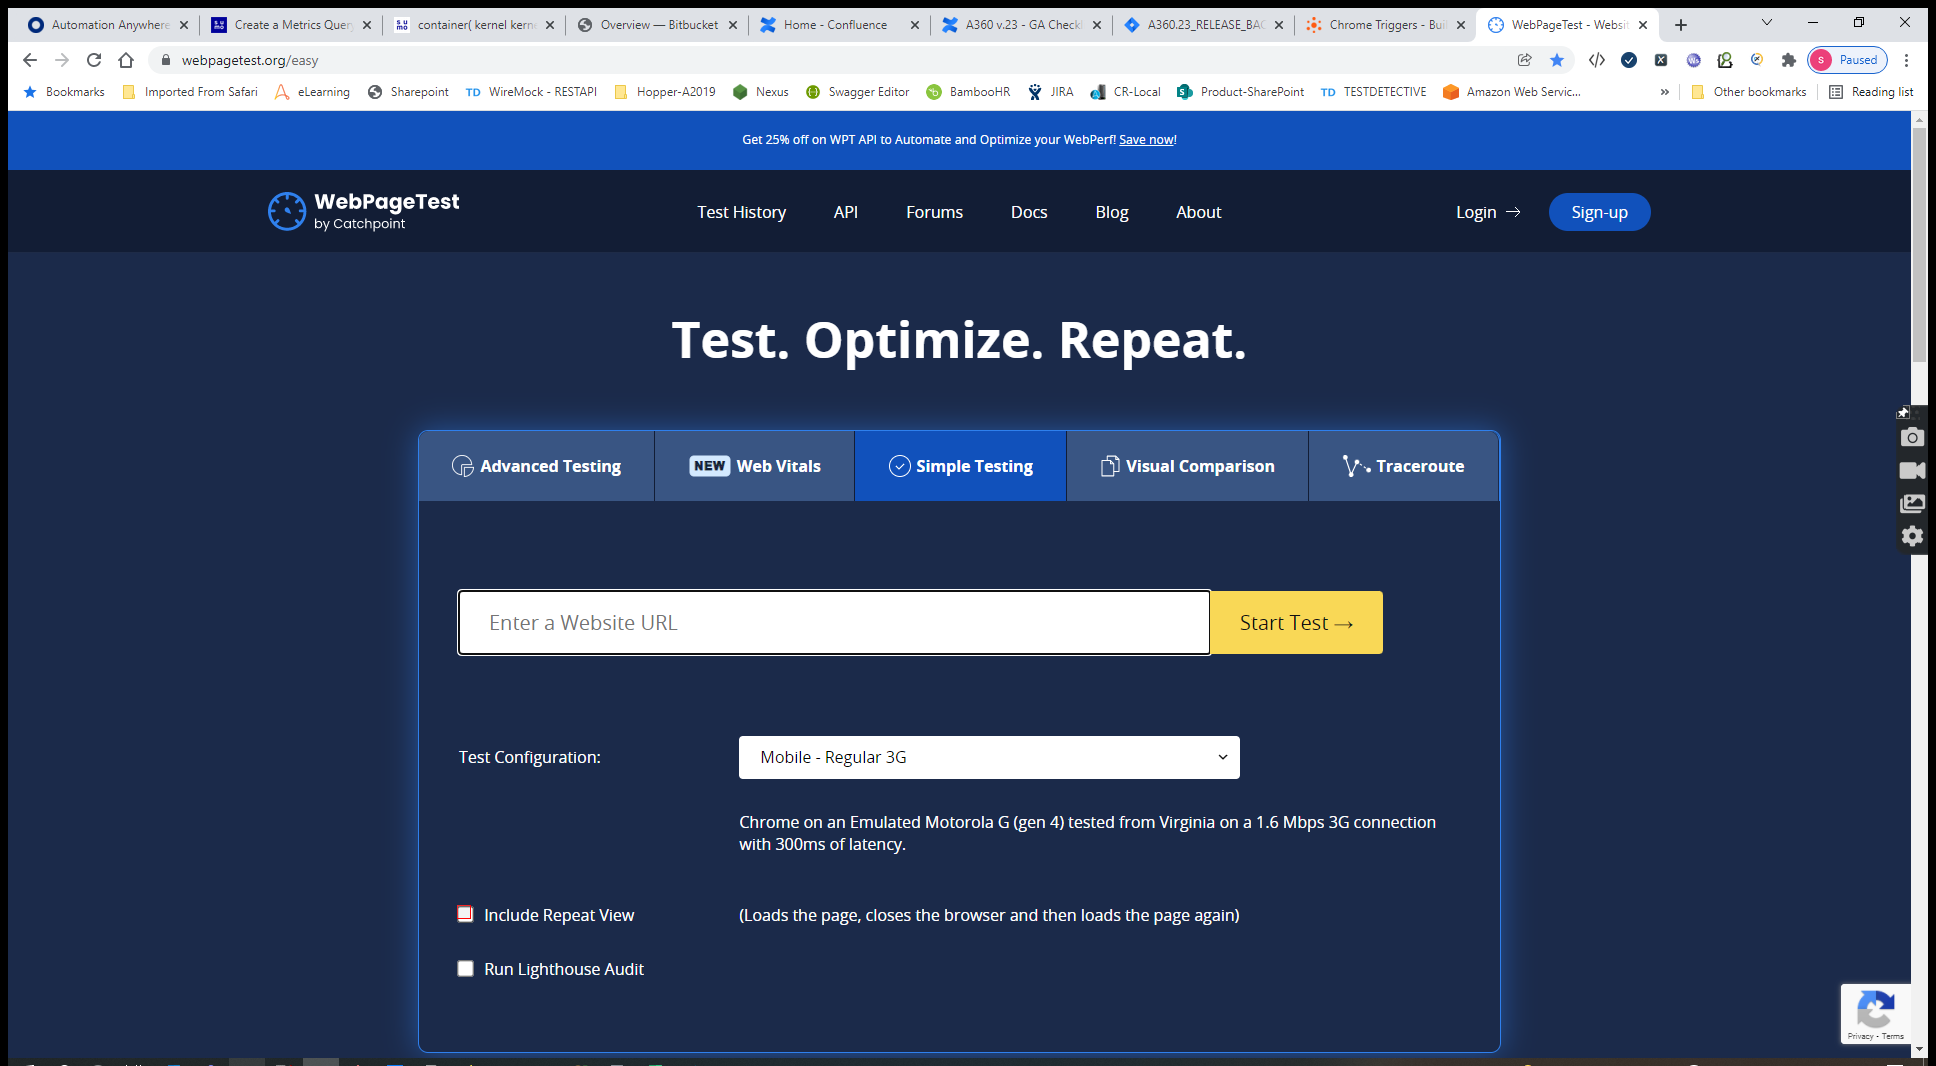 Automation Anywhere
Create a Metrics Quer
container( kernel kerne
Overview — Bitbucket
Home - Confluence
A360 v.23 - GA Checkl
A360.23_RELEASE_BAC
Chrome Triggers - Buil
WebPageTest - Websit
webpagetest.org/easy
S Paused
Bookmarks
Imported From Safari
eLearning
Sharepoint
TD WireMock - RESTAPI
Hopper-A2019
Nexus
Swagger Editor
BambooHR
JIRA
CR-Local
Product-SharePoint
TD TESTDETECTIVE
Amazon Web Servic...
»
Other bookmarks
Reading list
Get 25% off on WPT API to Automate and Optimize your WebPerf! Save now!
WebPageTest
by Catchpoint
Test History
API
Forums
Docs
Blog
About
Login →
Sign-up
Test. Optimize. Repeat.
Advanced Testing
NEW Web Vitals
Simple Testing
Visual Comparison
Traceroute
Enter a Website URL
Start Test →
Test Configuration:
Mobile - Regular 3G
Chrome on an Emulated Motorola G (gen 4) tested from Virginia on a 1.6 Mbps 3G connection
with 300ms of latency.
Include Repeat View
(Loads the page, closes the browser and then loads the page again)
Run Lighthouse Audit
Privacy - Terms